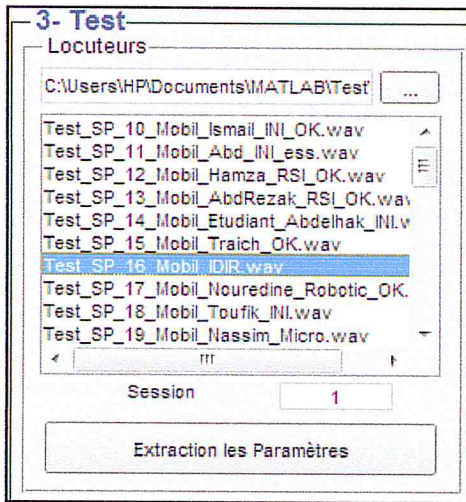 3- Test
Locuteurs
C:\Users\HP\Documents\MATLAB\Test\
...
Test_SP_10_Mobil_Ismail_INI_OK.wav
Test_SP_11_Mobil_Abd_INI_ess.wav
Test_SP_12_Mobil_Hamza_RSI_OK.wav
Test_SP_13_Mobil_AbdRezak_RSI_OK.wav
Test_SP_14_Mobil_Etudiant_Abdelhak_INI.v
Test_SP_15_Mobil_Traich_OK.wav
Test_SP_16_Mobil_IDIR.wav
Test_SP_17_Mobil_Nouredine_Robotic_OK.
Test_SP_18_Mobil_Toufik_INI.wav
Test_SP_19_Mobil_Nassim_Micro.wav
Session 1
Extraction les Paramètres